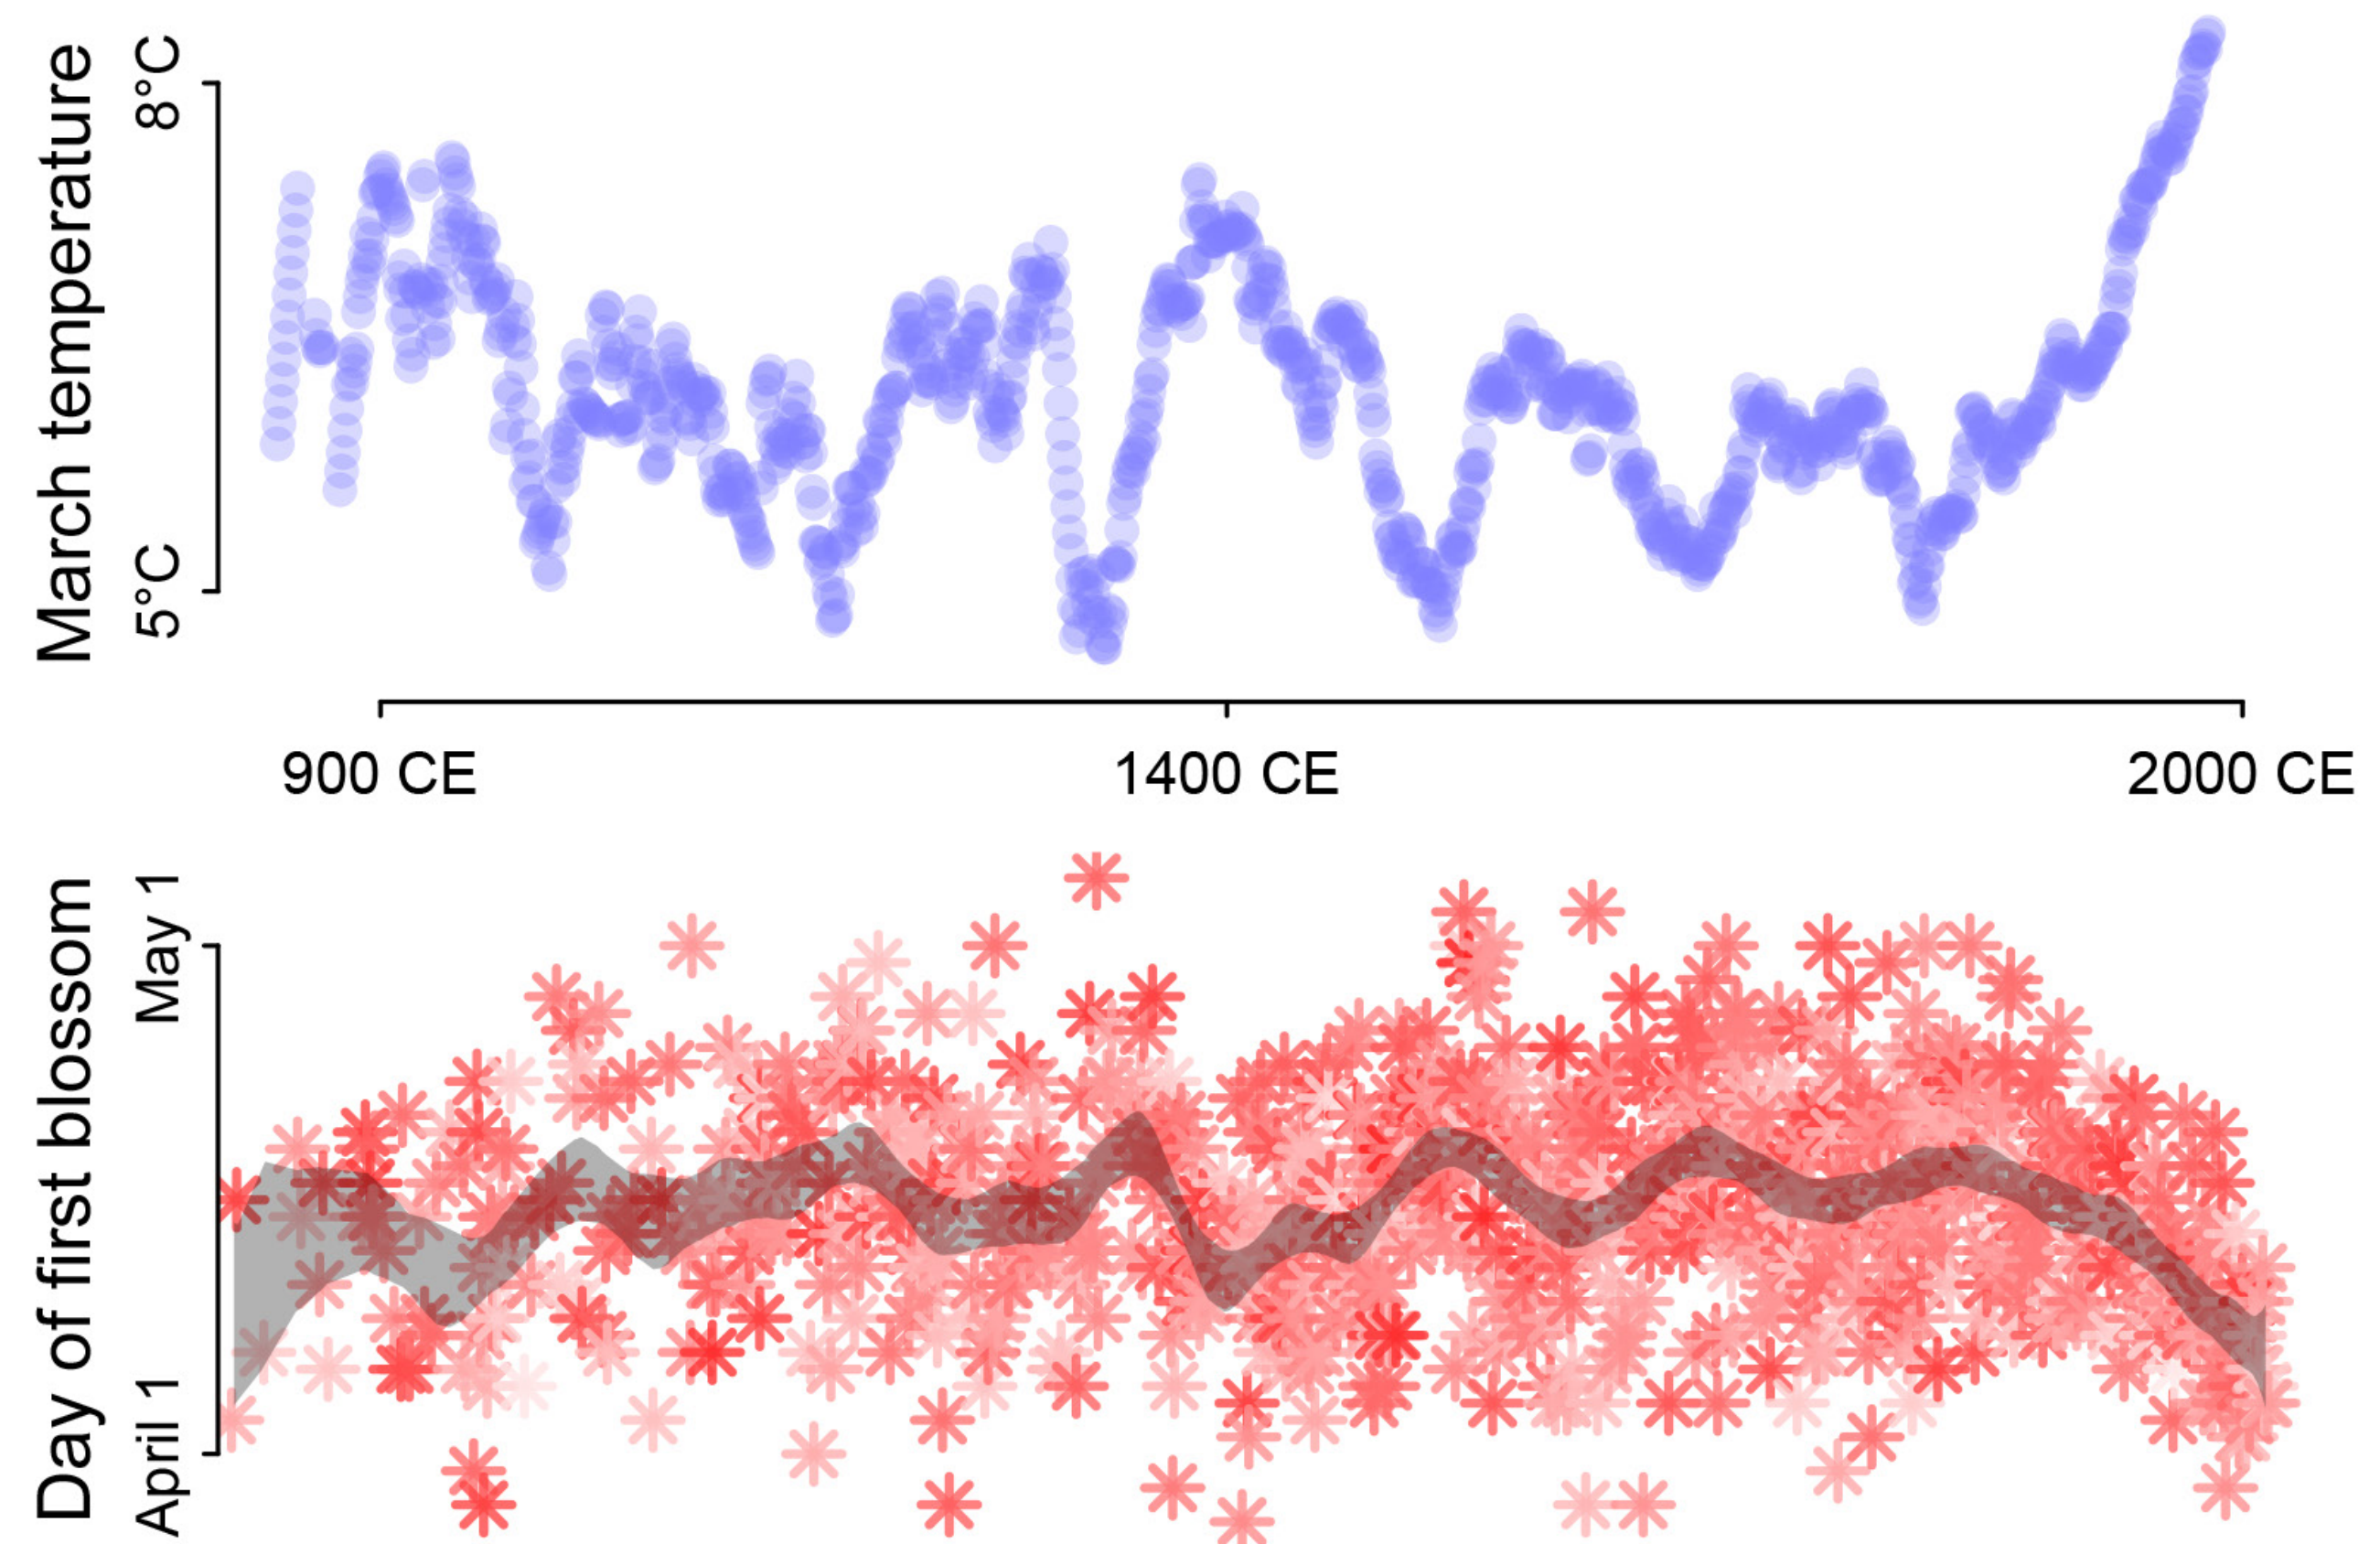 March temperature
8°C
5°C
900 CE
1400 CE
2000 CE
Day of first blossom
May 1
April 1